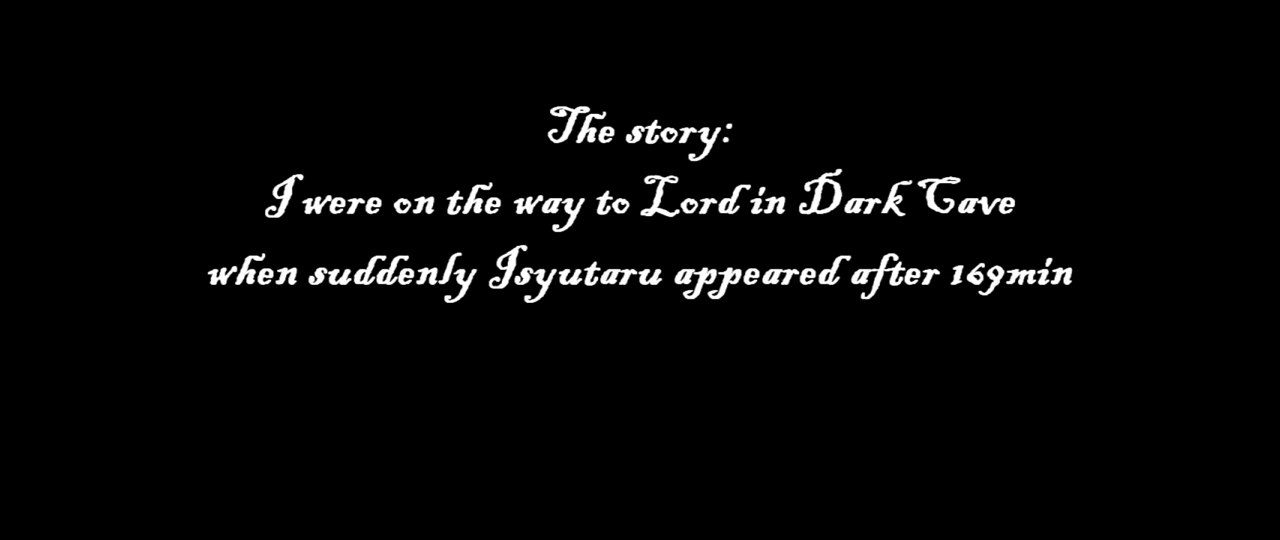 The story:
I were on the way to Lord in Dark Cave
when suddenly Isyutaru appeared after 169min